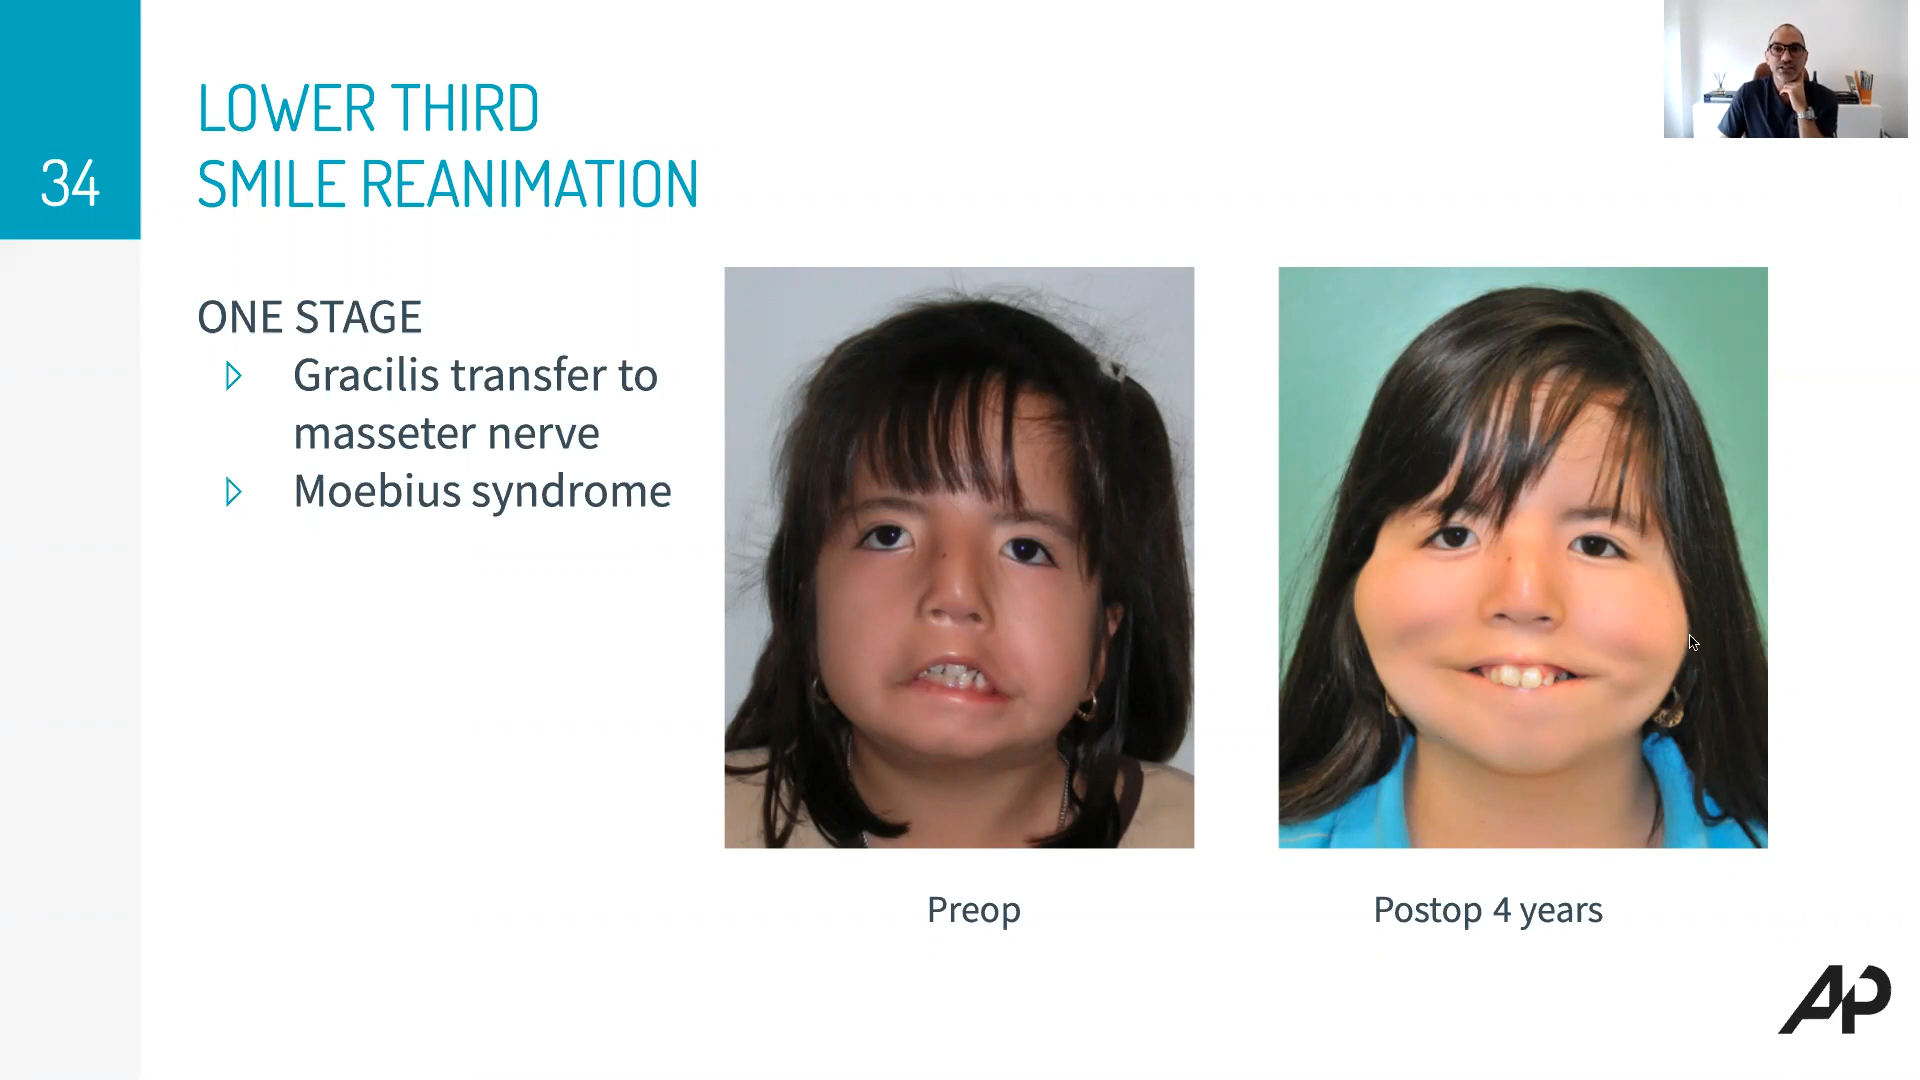 34
LOWER THIRD
SMILE REANIMATION
ONE STAGE
Gracilis transfer to
masseter nerve
Moebius syndrome
Preop
Postop 4 years
AP